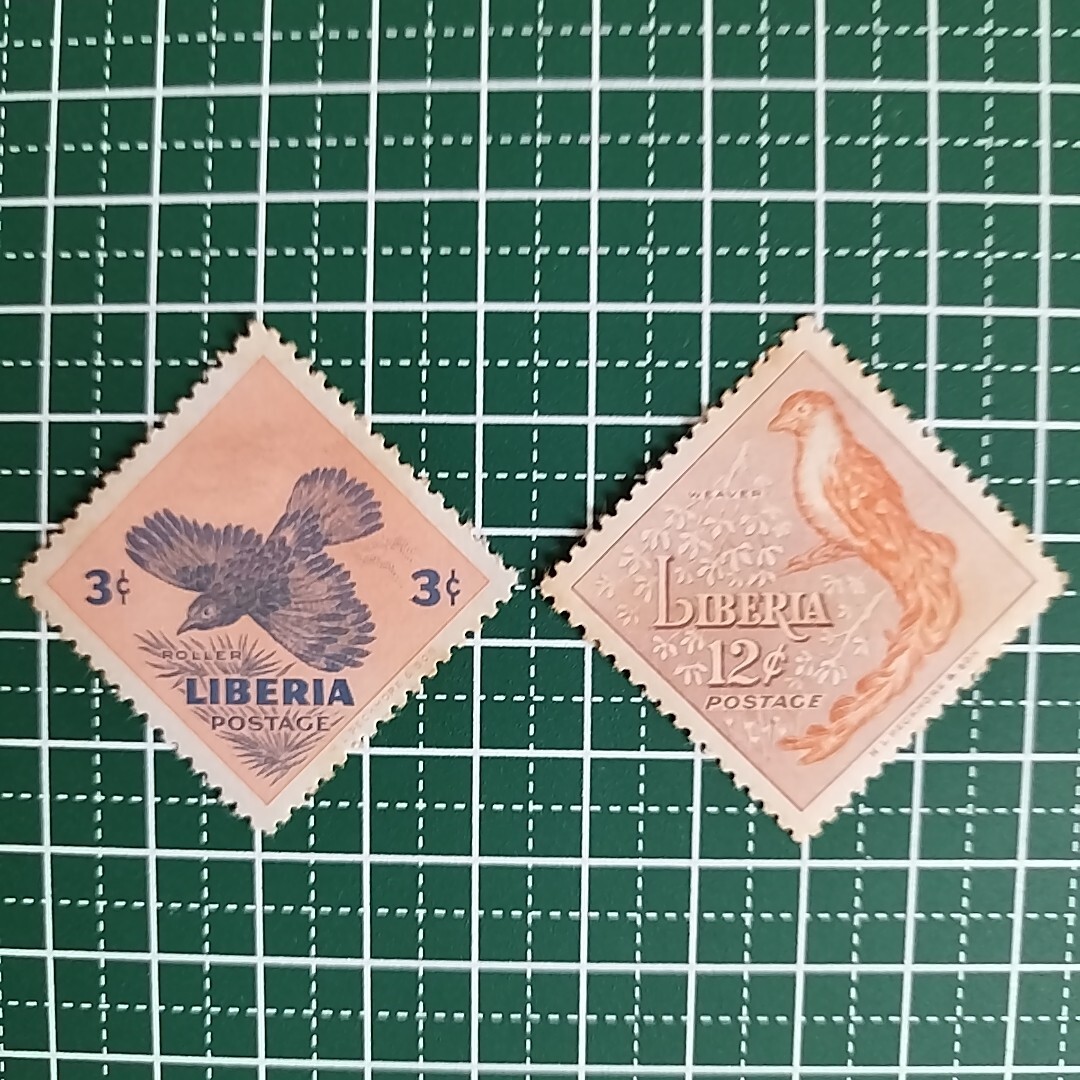 3¢
3¢
ROLLER
LIBERIA
POSTAGE
WEAVER
LIBERIA
12¢
POSTAGE